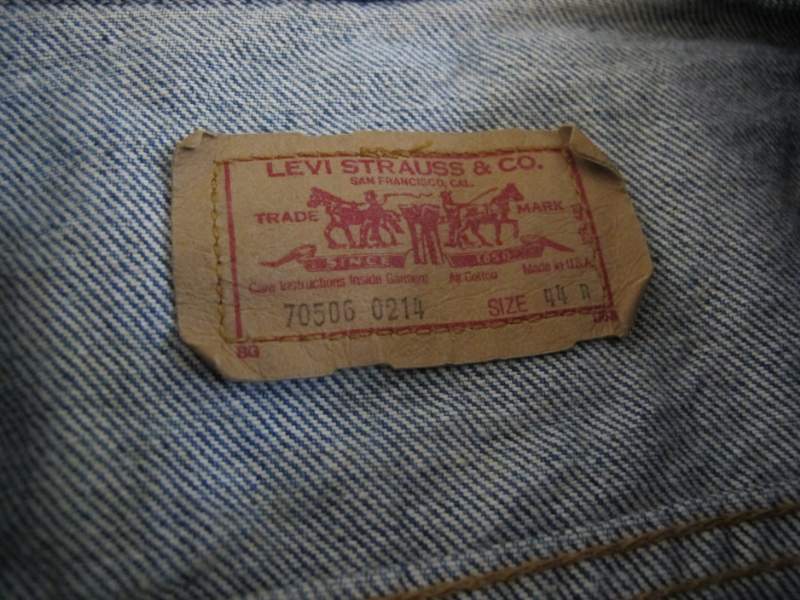 LEVI STRAUSS & CO.
SAN FRANCISCO, CAL.
TRADE MARK
SINCE 1850
Care Instructions Inside Garment All Cotton Made in U.S.A.
70506 0214 SIZE 44 R